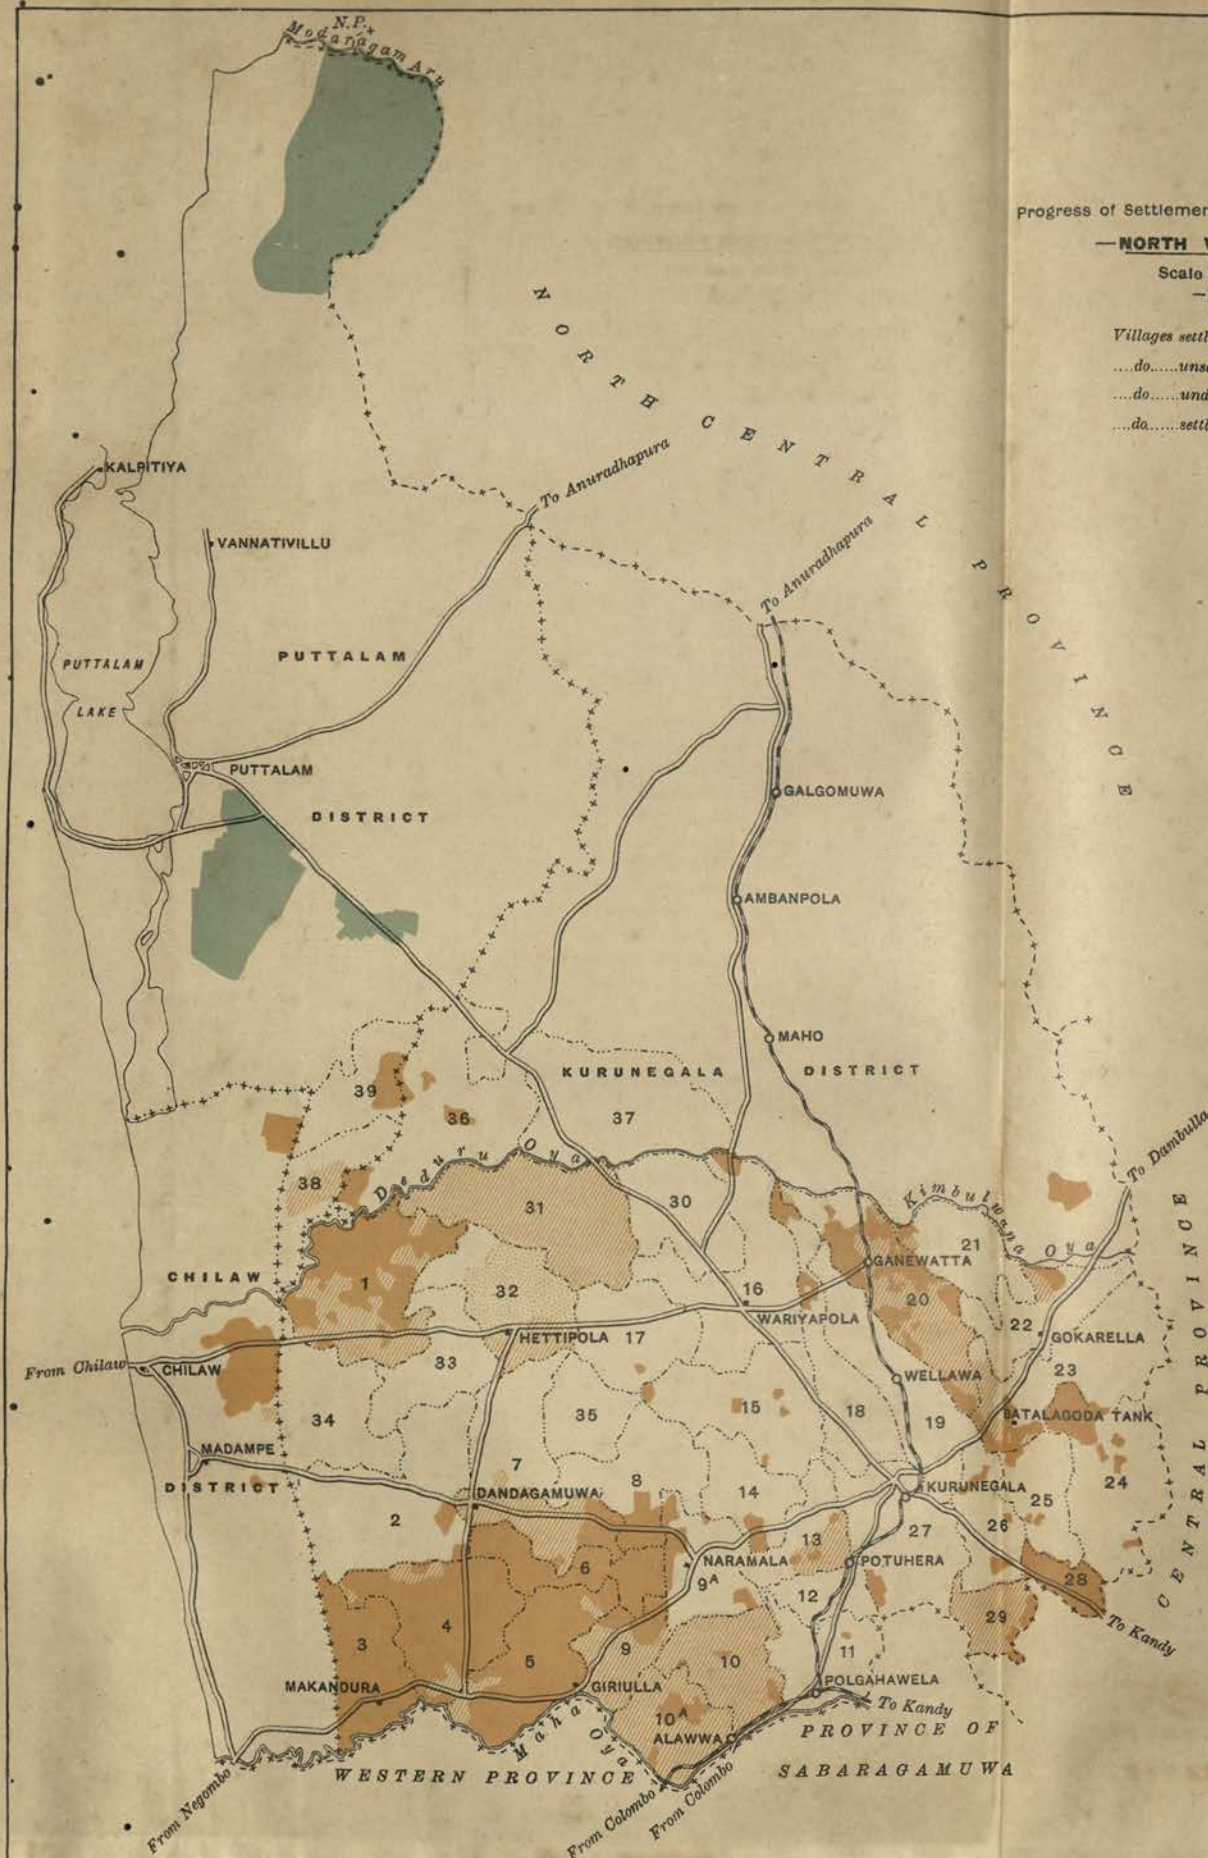 N.P.
Modaragam Aru
Progress of Settlemen
—NORTH
Scale
Villages settl
....do.....uns
....do.....und
....do.....settl
NORTH CENTRAL PROVINCE
KALPITIYA
To Anuradhapura
VANNATIVILLU
To Anuradhapura
PUTTALAM
PUTTALAM
LAKE
PUTTALAM
GALGOMUWA
DISTRICT
AMBANPOLA
MAHO
KURUNEGALA
DISTRICT
39
36
37
To Dambulla
Deduru Oya
38
31
30
Kimbulwana Oya
21
CHILAW
1
32
GANEWATTA
20
16
WARIYAPOLA
HETTIPOLA
17
22
GOKARELLA
33
23
From Chilaw
CHILAW
WELLAWA
34
35
15
18
19
BATALAGODA TANK
MADAMPE
7
8
14
24
DISTRICT
DANDAGAMUWA
KURUNEGALA
25
2
26
27
13
6
NARAMALA
POTUHERA
9A
28
12
29
3
4
5
9
10
11
To Kandy
MAKANDURA
GIRIULLA
POLGAHAWELA
To Kandy
10A
ALAWWA
Maha Oya
PROVINCE OF
SABARAGAMUWA
WESTERN PROVINCE
CENTRAL PROVINCE
From Negombo
From Colombo
From Colombo